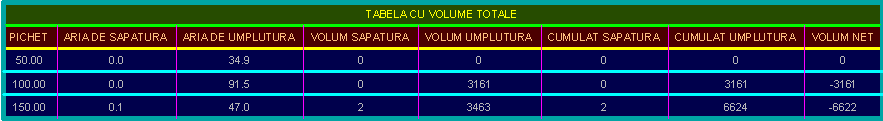 TABELA CU VOLUME TOTALE
PICHET ARIA DE SAPATURA ARIA DE UMPLUTURA VOLUM SAPATURA VOLUM UMPLUTURA CUMULAT SAPATURA CUMULAT UMPLUTURA VOLUM NET
50.00 0.0 34.9 0 0 0 0 0
100.00 0.0 91.5 0 3161 0 3161 -3161
150.00 0.1 47.0 2 3463 2 6624 -6622